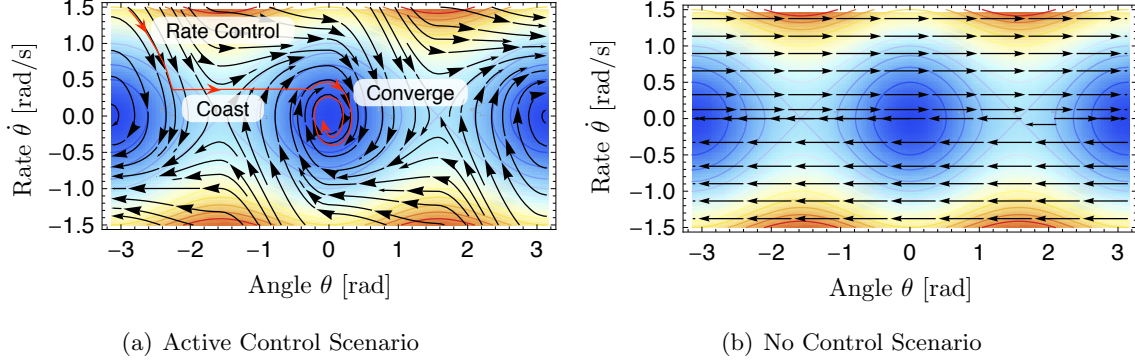 1.5
1.0
0.5
0.0
−0.5
−1.0
−1.5
Rate θ̇ [rad/s]
Rate Control
Coast
Converge
−3 −2 −1 0 1 2 3
Angle θ [rad]
(a) Active Control Scenario
1.5
1.0
0.5
0.0
−0.5
−1.0
−1.5
Rate θ̇ [rad/s]
−3 −2 −1 0 1 2 3
Angle θ [rad]
(b) No Control Scenario